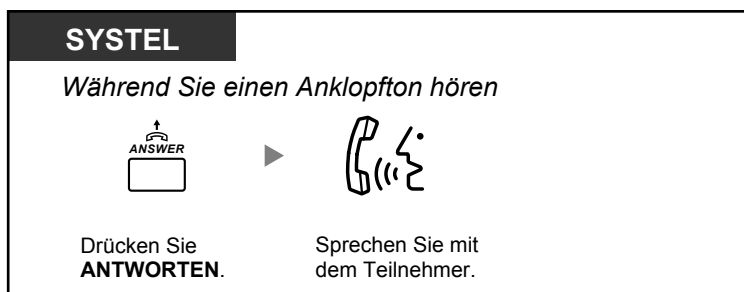 SYSTEL
Während Sie einen Anklopfton hören
ANSWER
Drücken Sie
ANTWORTEN.
Sprechen Sie mit
dem Teilnehmer.